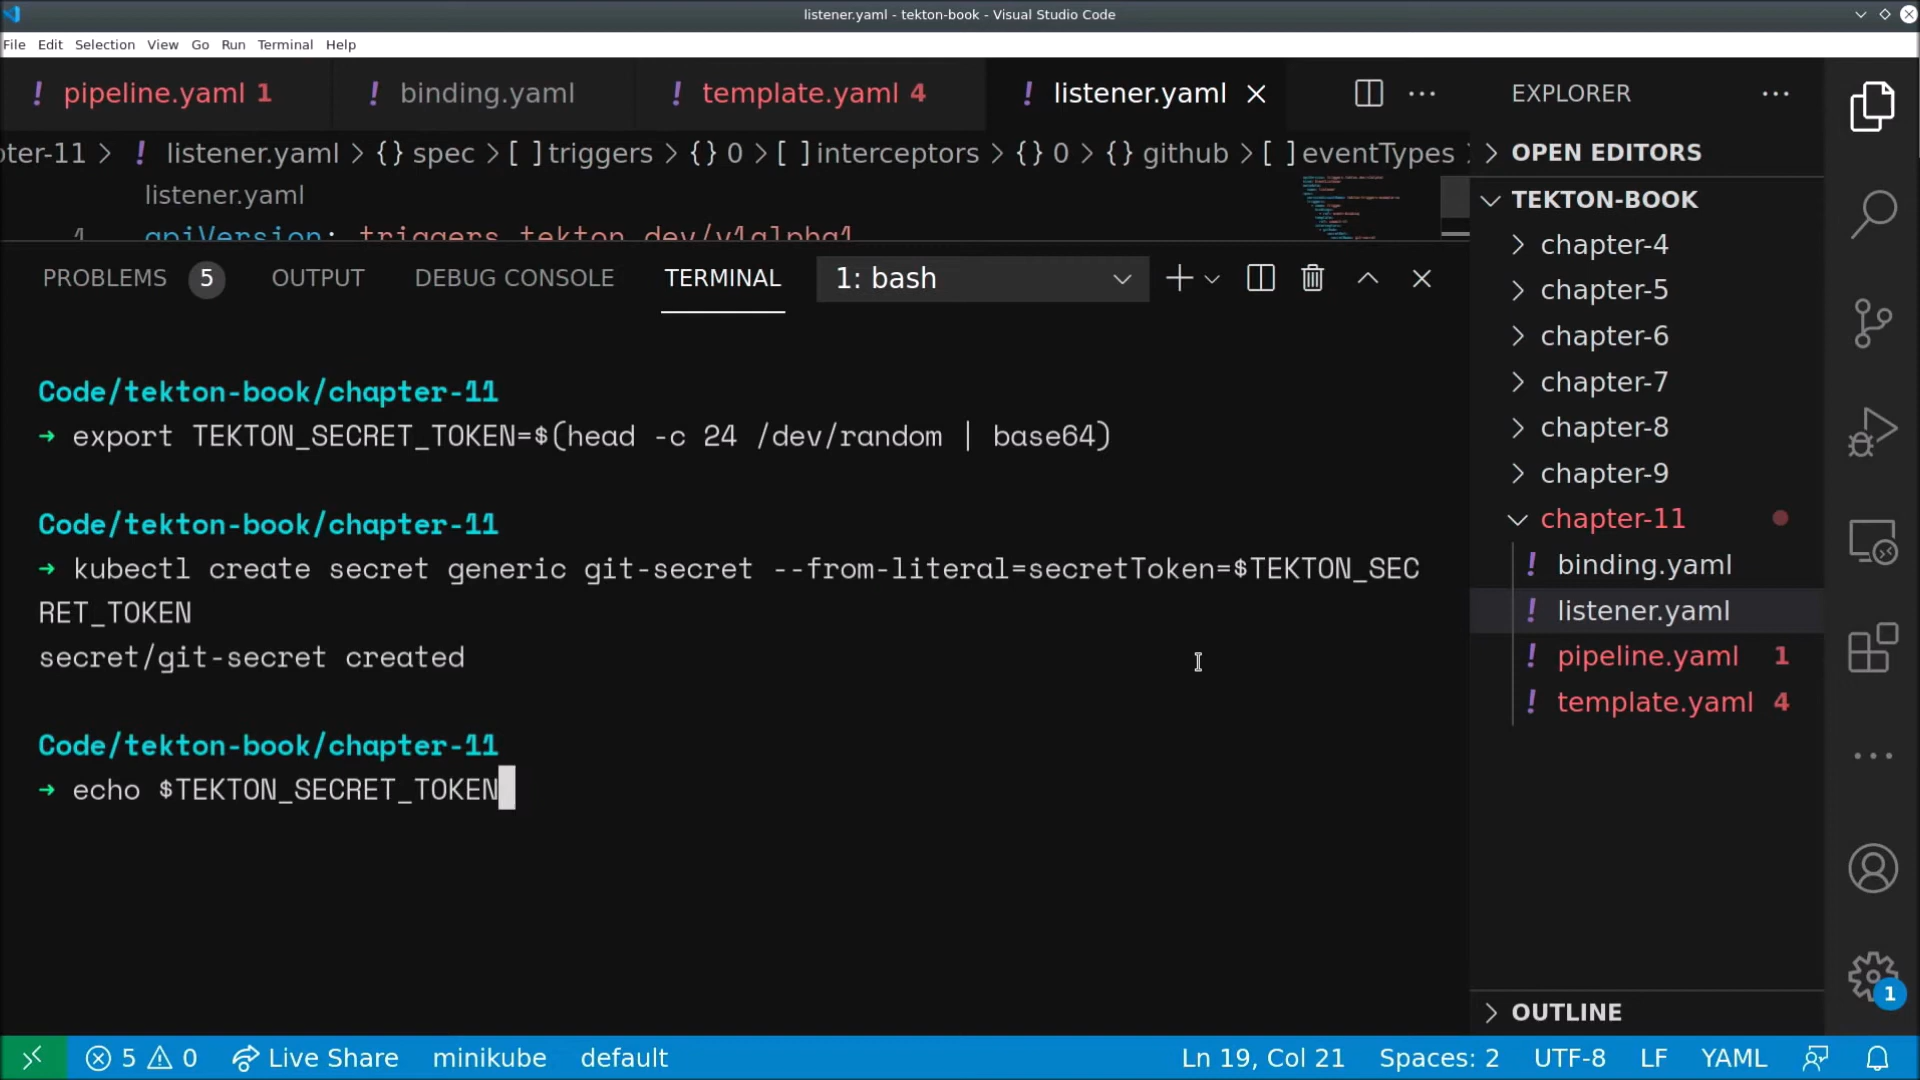 listener.yaml - tekton-book - Visual Studio Code
File Edit Selection View Go Run Terminal Help
! pipeline.yaml 1 ! binding.yaml ! template.yaml 4 ! listener.yaml
ter-11 > ! listener.yaml > {} spec > [ ] triggers > {} 0 > [ ] interceptors > {} 0 > {} github > [ ] eventTypes
listener.yaml
apiVersion: triggers.tekton.dev/v1alpha1
PROBLEMS 5 OUTPUT DEBUG CONSOLE TERMINAL 1: bash
Code/tekton-book/chapter-11
➜ export TEKTON_SECRET_TOKEN=$(head -c 24 /dev/random | base64)
Code/tekton-book/chapter-11
➜ kubectl create secret generic git-secret --from-literal=secretToken=$TEKTON_SEC
RET_TOKEN
secret/git-secret created
Code/tekton-book/chapter-11
➜ echo $TEKTON_SECRET_TOKEN
EXPLORER
OPEN EDITORS
TEKTON-BOOK
chapter-4
chapter-5
chapter-6
chapter-7
chapter-8
chapter-9
chapter-11
! binding.yaml
! listener.yaml
! pipeline.yaml 1
! template.yaml 4
OUTLINE
1
5 0 Live Share minikube default Ln 19, Col 21 Spaces: 2 UTF-8 LF YAML